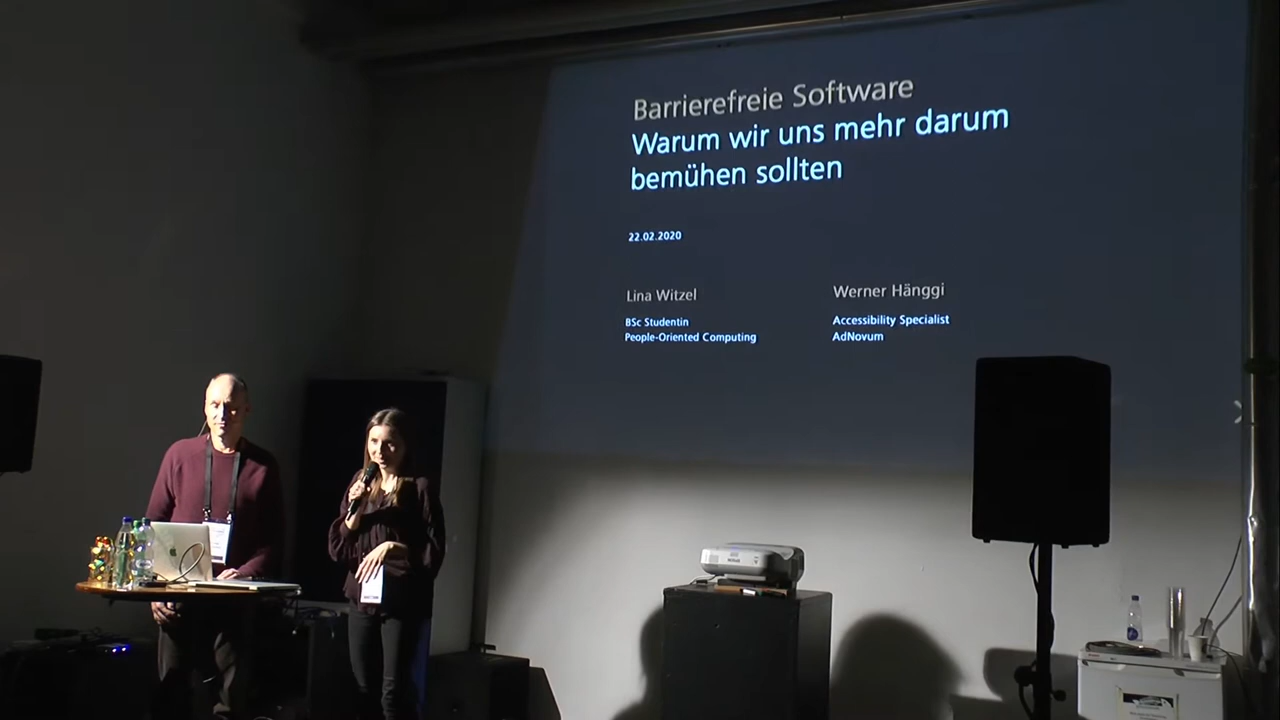 Barrierefreie Software
Warum wir uns mehr darum
bemühen sollten
22.02.2020
Lina Witzel
BSc Studentin
People-Oriented Computing
Werner Hänggi
Accessibility Specialist
AdNovum